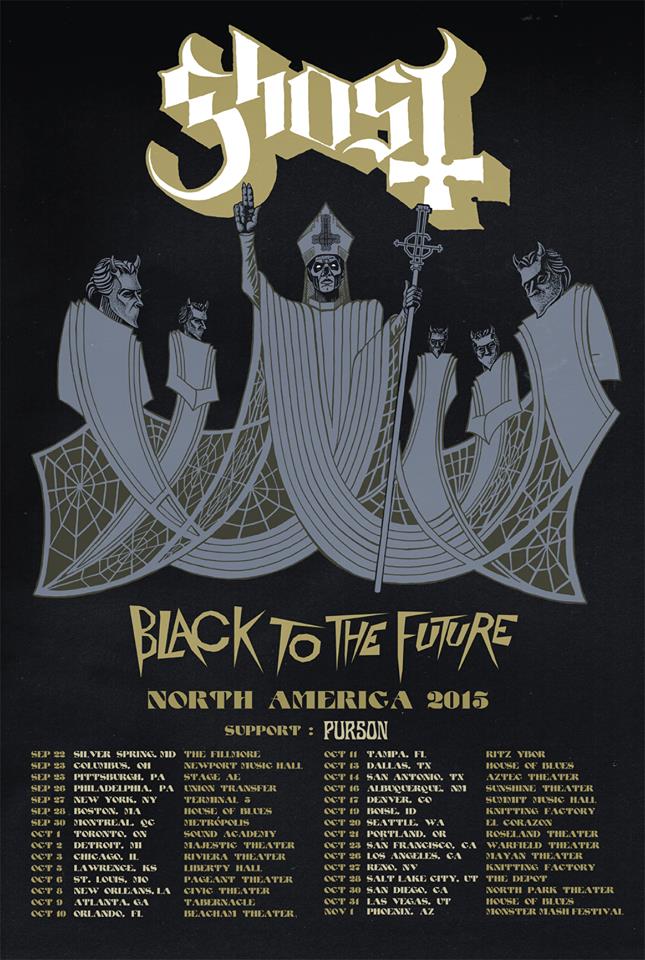 Ghost
BLACK TO THE FUTURE
NORTH AMERICA 2015
SUPPORT : PURSON
SEP 22 SILVER SPRING, MD THE FILLMORE
SEP 23 COLUMBUS, OH NEWPORT MUSIC HALL
SEP 25 PITTSBURGH, PA STAGE AE
SEP 26 PHILADELPHIA, PA UNION TRANSFER
SEP 27 NEW YORK, NY TERMINAL 5
SEP 28 BOSTON, MA HOUSE OF BLUES
SEP 30 MONTREAL, QC METRÓPOLIS
OCT 1 TORONTO, ON SOUND ACADEMY
OCT 2 DETROIT, MI MAJESTIC THEATER
OCT 3 CHICAGO, IL RIVIERA THEATER
OCT 5 LAWRENCE, KS LIBERTY HALL
OCT 6 ST. LOUIS, MO PAGEANT THEATER
OCT 8 NEW ORLEANS, LA CIVIC THEATER
OCT 9 ATLANTA, GA TABERNACLE
OCT 10 ORLANDO, FL BEACHAM THEATER,
OCT 11 TAMPA, FL RITZ YBOR
OCT 13 DALLAS, TX HOUSE OF BLUES
OCT 14 SAN ANTONIO, TX AZTEC THEATER
OCT 16 ALBUQUERQUE, NM SUNSHINE THEATER
OCT 17 DENVER, CO SUMMIT MUSIC HALL
OCT 19 BOISE, ID KNITTING FACTORY
OCT 20 SEATTLE, WA EL CORAZON
OCT 21 PORTLAND, OR ROSELAND THEATER
OCT 23 SAN FRANCISCO, CA WARFIELD THEATER
OCT 26 LOS ANGELES, CA MAYAN THEATER
OCT 27 RENO, NV KNITTING FACTORY
OCT 28 SALT LAKE CITY, UT THE DEPOT
OCT 30 SAN DIEGO, CA NORTH PARK THEATER
OCT 31 LAS VEGAS, UT HOUSE OF BLUES
NOV 1 PHOENIX, AZ MONSTER MASH FESTIVAL